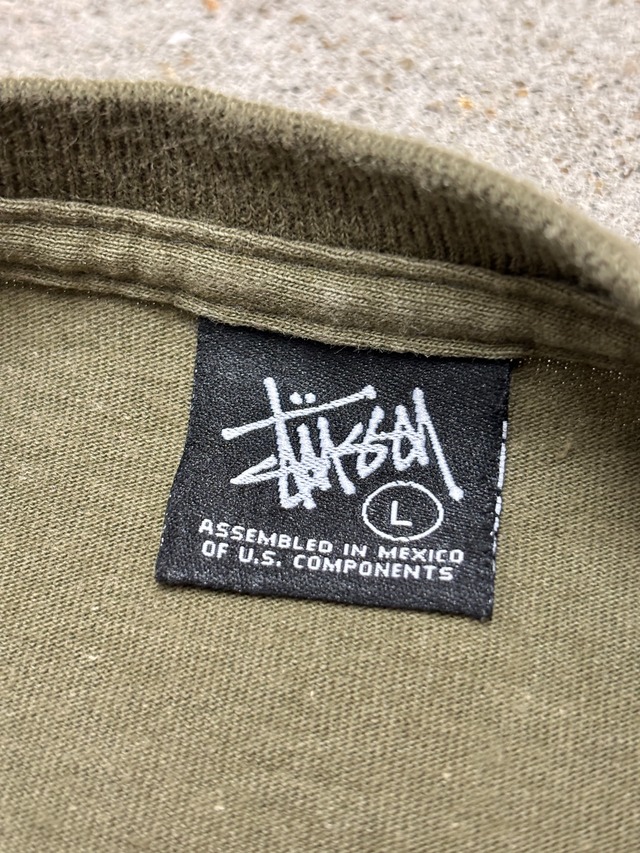 Stüssy
L
ASSEMBLED IN MEXICO
OF U.S. COMPONENTS